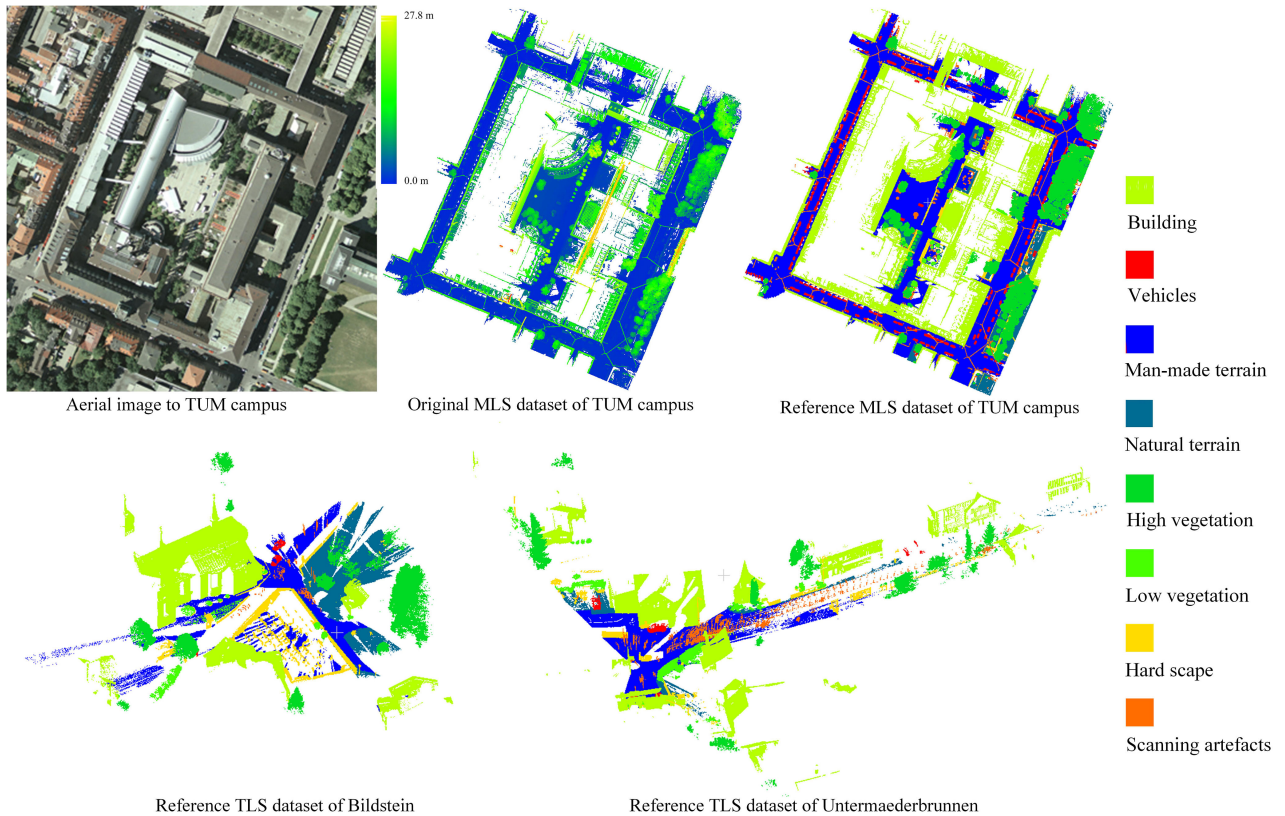 27.8 m
0.0 m
Aerial image to TUM campus
Original MLS dataset of TUM campus
Reference MLS dataset of TUM campus
Building
Vehicles
Man-made terrain
Natural terrain
High vegetation
Low vegetation
Hard scape
Scanning artefacts
Reference TLS dataset of Bildstein
Reference TLS dataset of Untermaederbrunnen